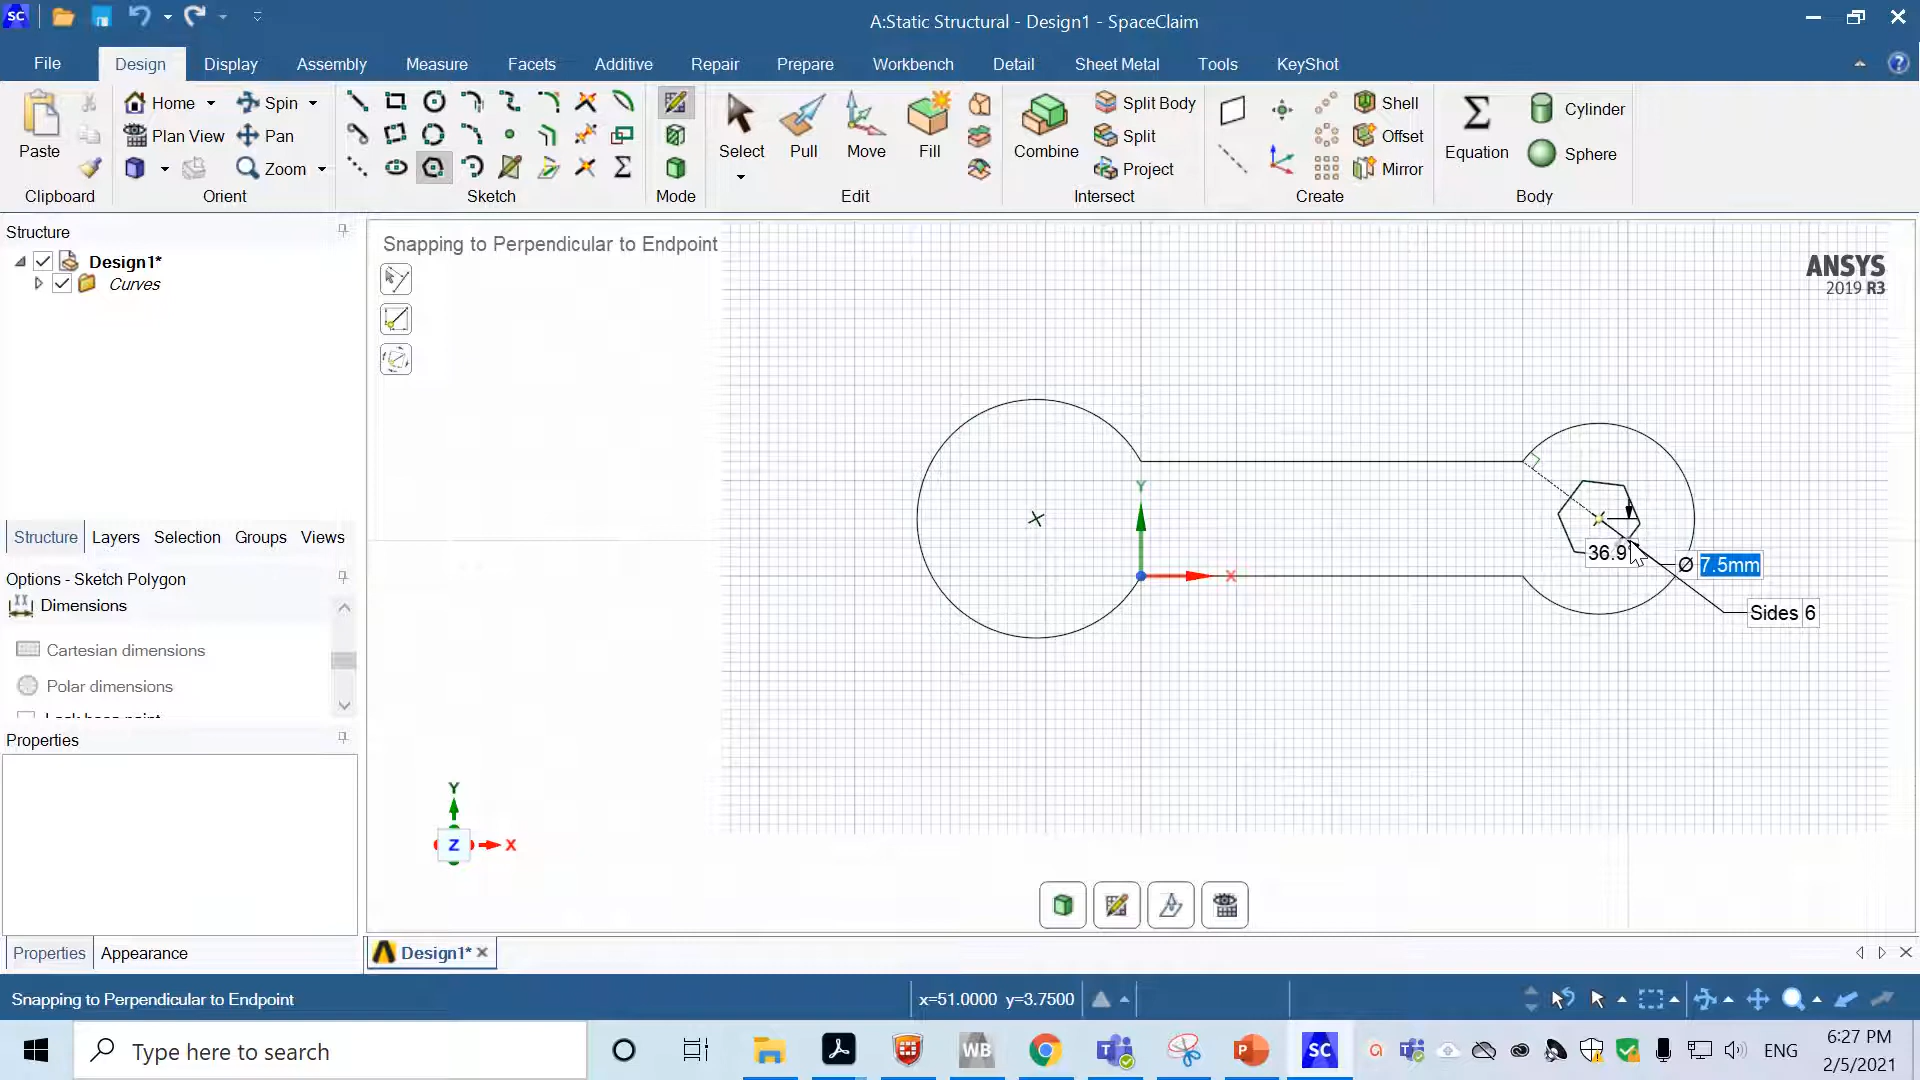 SC
A:Static Structural - Design1 - SpaceClaim
File
Design
Display
Assembly
Measure
Facets
Additive
Repair
Prepare
Workbench
Detail
Sheet Metal
Tools
KeyShot
Paste
Clipboard
Home
Spin
Plan View
Pan
Zoom
Orient
Sketch
Mode
Select
Pull
Move
Fill
Edit
Combine
Split Body
Split
Project
Intersect
Shell
Offset
Mirror
Create
Equation
Cylinder
Sphere
Body
Structure
Design1*
Curves
Structure
Layers
Selection
Groups
Views
Options - Sketch Polygon
Dimensions
Cartesian dimensions
Polar dimensions
Properties
Properties
Appearance
Snapping to Perpendicular to Endpoint
ANSYS
2019 R3
Y
X
36.9°
Ø 7.5mm
Sides 6
Y
Z
X
Design1*
Snapping to Perpendicular to Endpoint
x=51.0000 y=3.7500
Type here to search
WB
SC
ENG
6:27 PM
2/5/2021